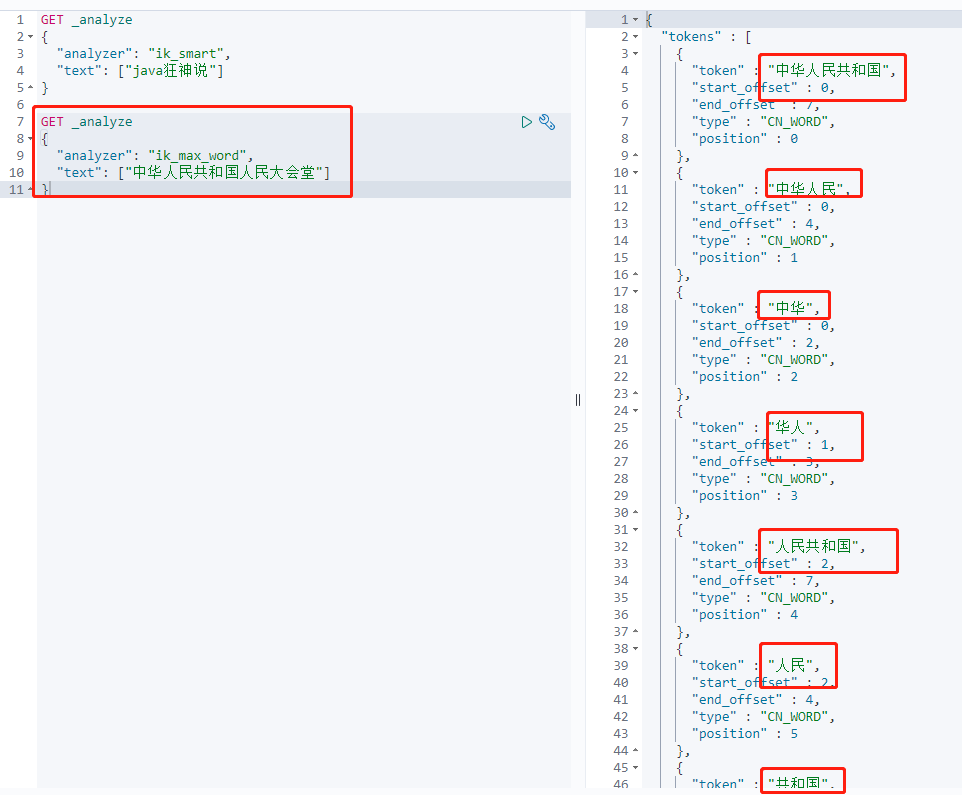 1 GET _analyze
2 {
3 "analyzer": "ik_smart",
4 "text": ["java狂神说"]
5 }
6
7 GET _analyze
8 {
9 "analyzer": "ik_max_word",
10 "text": ["中华人民共和国人民大会堂"]
11 }
1 {
2 "tokens" : [
3 {
4 "token" : "中华人民共和国",
5 "start_offset" : 0,
6 "end_offset" : 7,
7 "type" : "CN_WORD",
8 "position" : 0
9 },
10 {
11 "token" : "中华人民",
12 "start_offset" : 0,
13 "end_offset" : 4,
14 "type" : "CN_WORD",
15 "position" : 1
16 },
17 {
18 "token" : "中华",
19 "start_offset" : 0,
20 "end_offset" : 2,
21 "type" : "CN_WORD",
22 "position" : 2
23 },
24 {
25 "token" : "华人",
26 "start_offset" : 1,
27 "end_offset" : 3,
28 "type" : "CN_WORD",
29 "position" : 3
30 },
31 {
32 "token" : "人民共和国",
33 "start_offset" : 2,
34 "end_offset" : 7,
35 "type" : "CN_WORD",
36 "position" : 4
37 },
38 {
39 "token" : "人民",
40 "start_offset" : 2,
41 "end_offset" : 4,
42 "type" : "CN_WORD",
43 "position" : 5
44 },
45 {
46 "token" : "共和国",